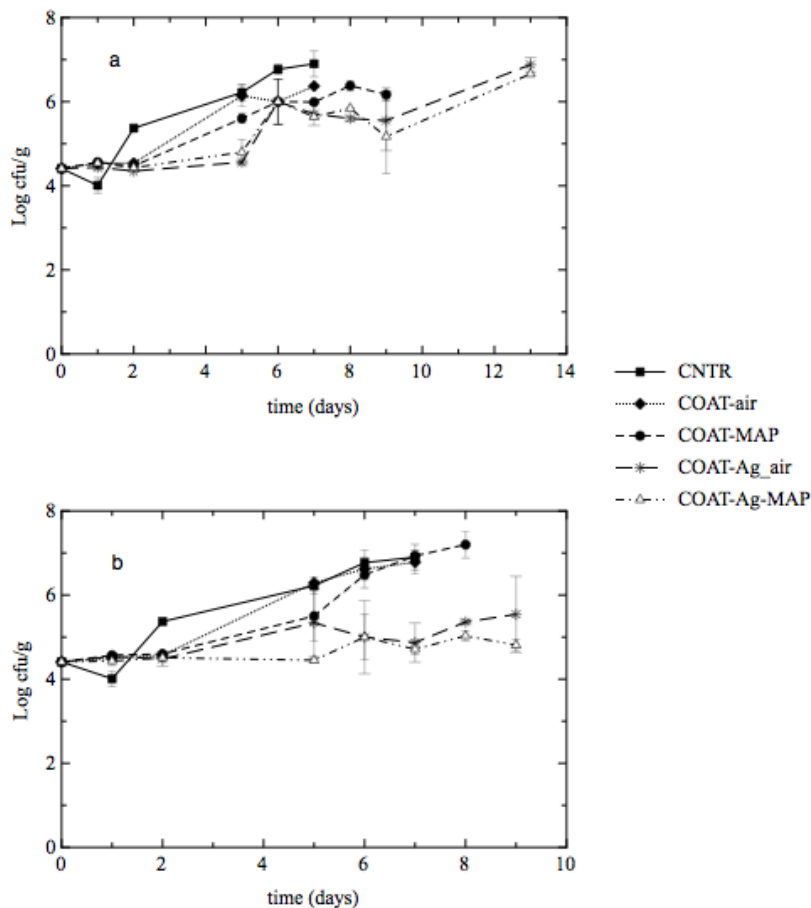 a
8
6
4
2
0
Log cfu/g
0 2 4 6 8 10 12 14
time (days)
CNTR
COAT-air
COAT-MAP
COAT-Ag_air
COAT-Ag-MAP
b
8
6
4
2
0
Log cfu/g
0 2 4 6 8 10
time (days)